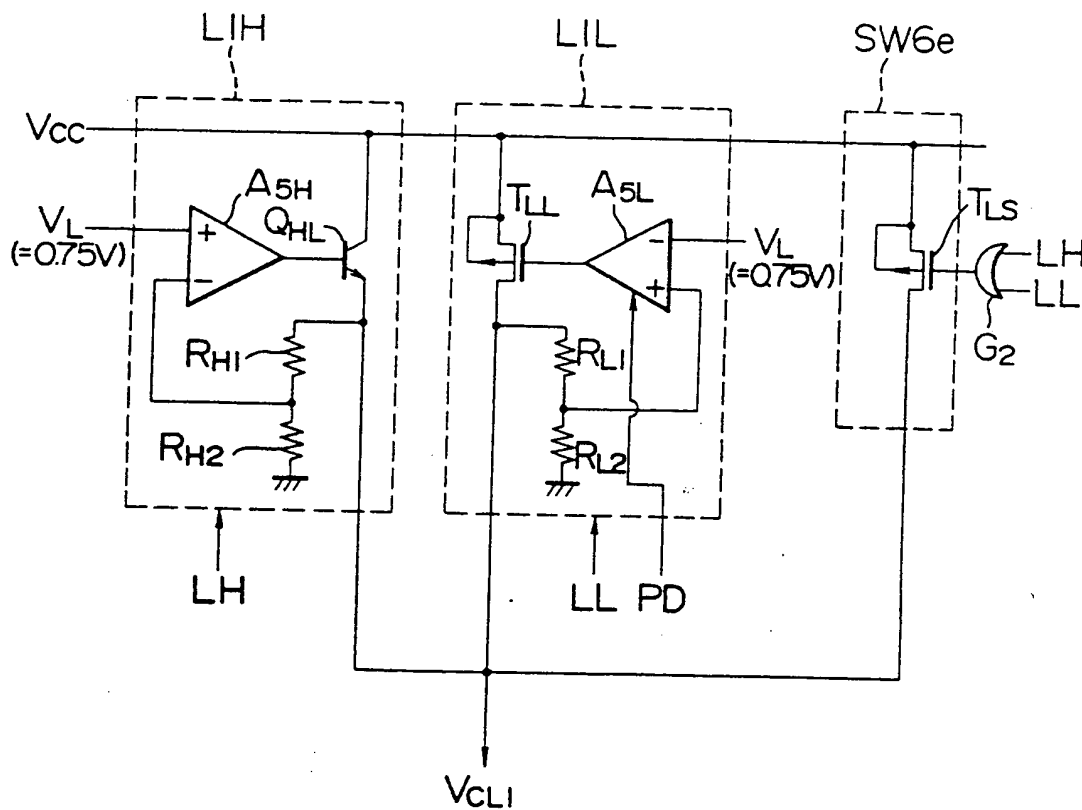 L1H
L1L
SW6e
VCC
A5H
QHL
TLL
A5L
TLS
VL
(=0.75V)
VL
(=0.75V)
LH
LL
G2
+
−
−
+
RH1
RH2
RL1
RL2
LH
LL
PD
VCL1